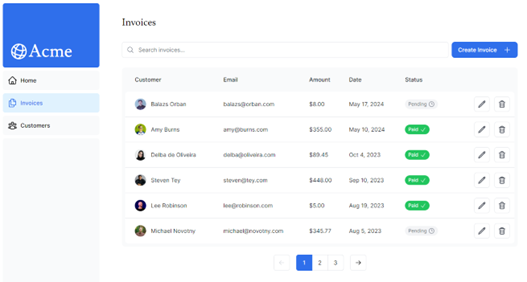 Acme
Home
Invoices
Customers
Invoices
Search invoices...
Create Invoice +
Customer Email Amount Date Status
Balazs Orban balazs@orban.com $8.00 May 17, 2024 Pending
Amy Burns amy@burns.com $355.00 May 10, 2024 Paid
Delba de Oliveira delba@oliveira.com $89.45 Oct 4, 2023 Paid
Steven Tey steven@tey.com $448.00 Sep 10, 2023 Paid
Lee Robinson lee@robinson.com $5.00 Aug 19, 2023 Paid
Michael Novotny michael@novotny.com $345.77 Aug 5, 2023 Pending
1 2 3